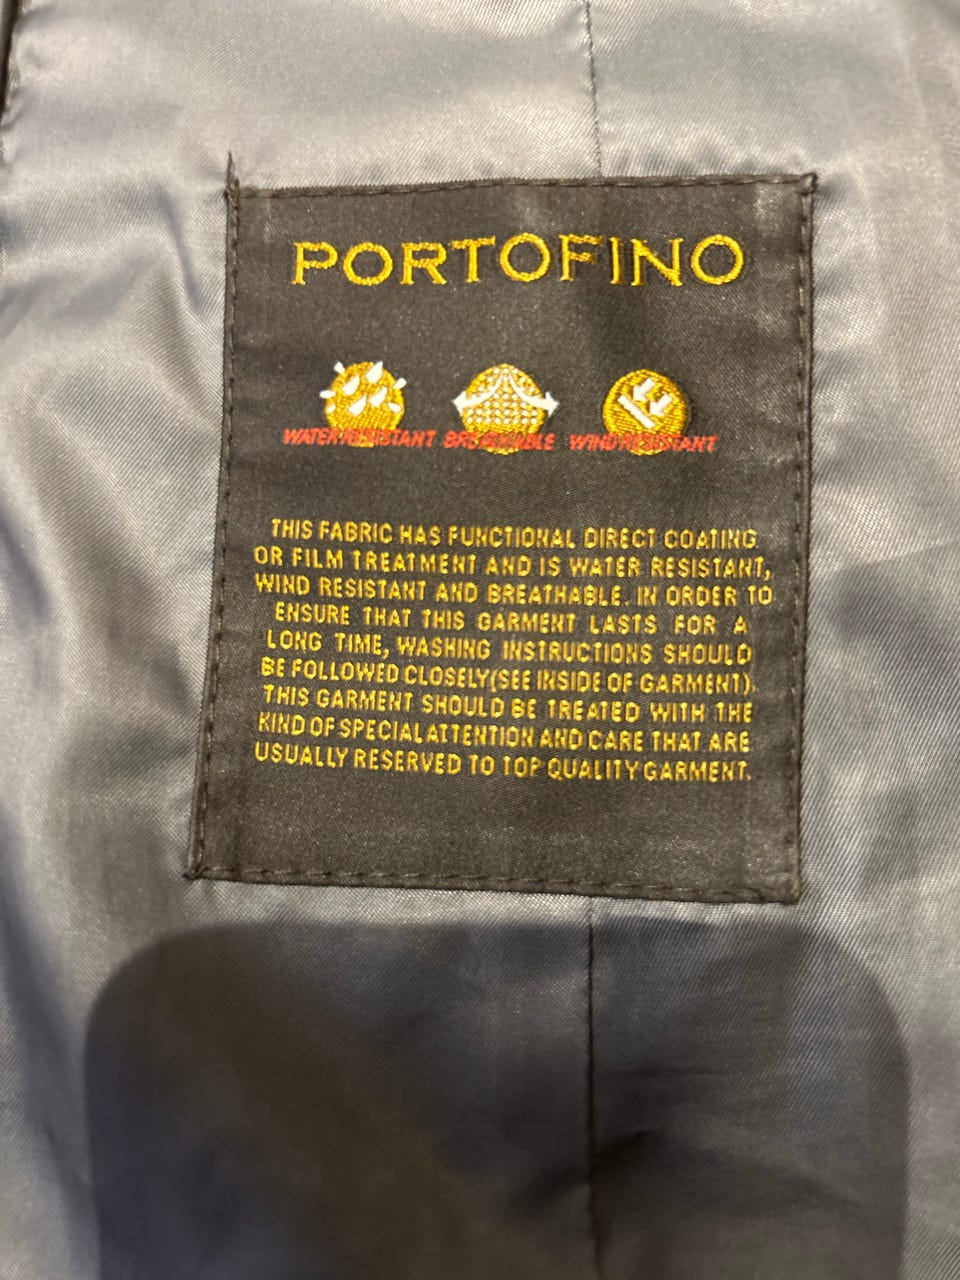 PORTOFINO
WATER RESISTANT BREATHABLE WIND RESISTANT
THIS FABRIC HAS FUNCTIONAL DIRECT COATING
OR FILM TREATMENT AND IS WATER RESISTANT,
WIND RESISTANT AND BREATHABLE. IN ORDER TO
ENSURE THAT THIS GARMENT LASTS FOR A
LONG TIME, WASHING INSTRUCTIONS SHOULD
BE FOLLOWED CLOSELY(SEE INSIDE OF GARMENT).
THIS GARMENT SHOULD BE TREATED WITH THE
KIND OF SPECIAL ATTENTION AND CARE THAT ARE
USUALLY RESERVED TO TOP QUALITY GARMENT.